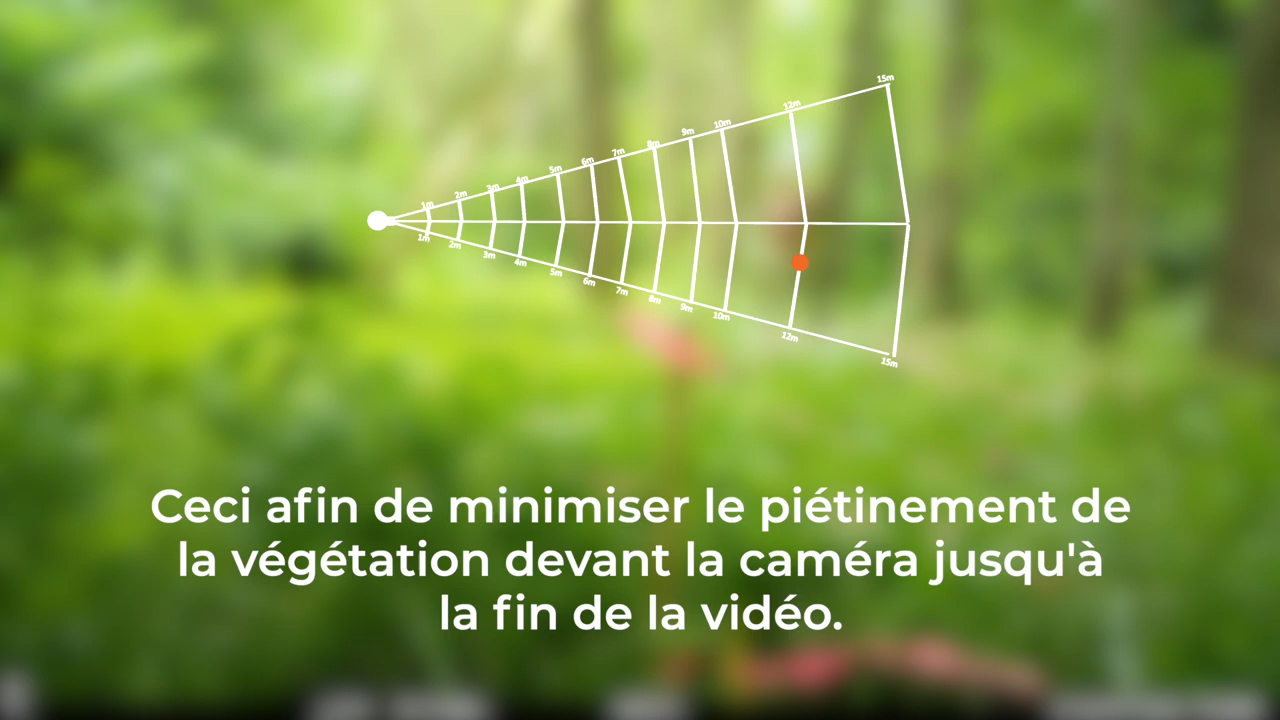 15m
12m
10m
9m
8m
7m
6m
5m
4m
3m
2m
1m
1m
2m
3m
4m
5m
6m
7m
8m
9m
10m
12m
15m
Ceci afin de minimiser le piétinement de
la végétation devant la caméra jusqu'à
la fin de la vidéo.